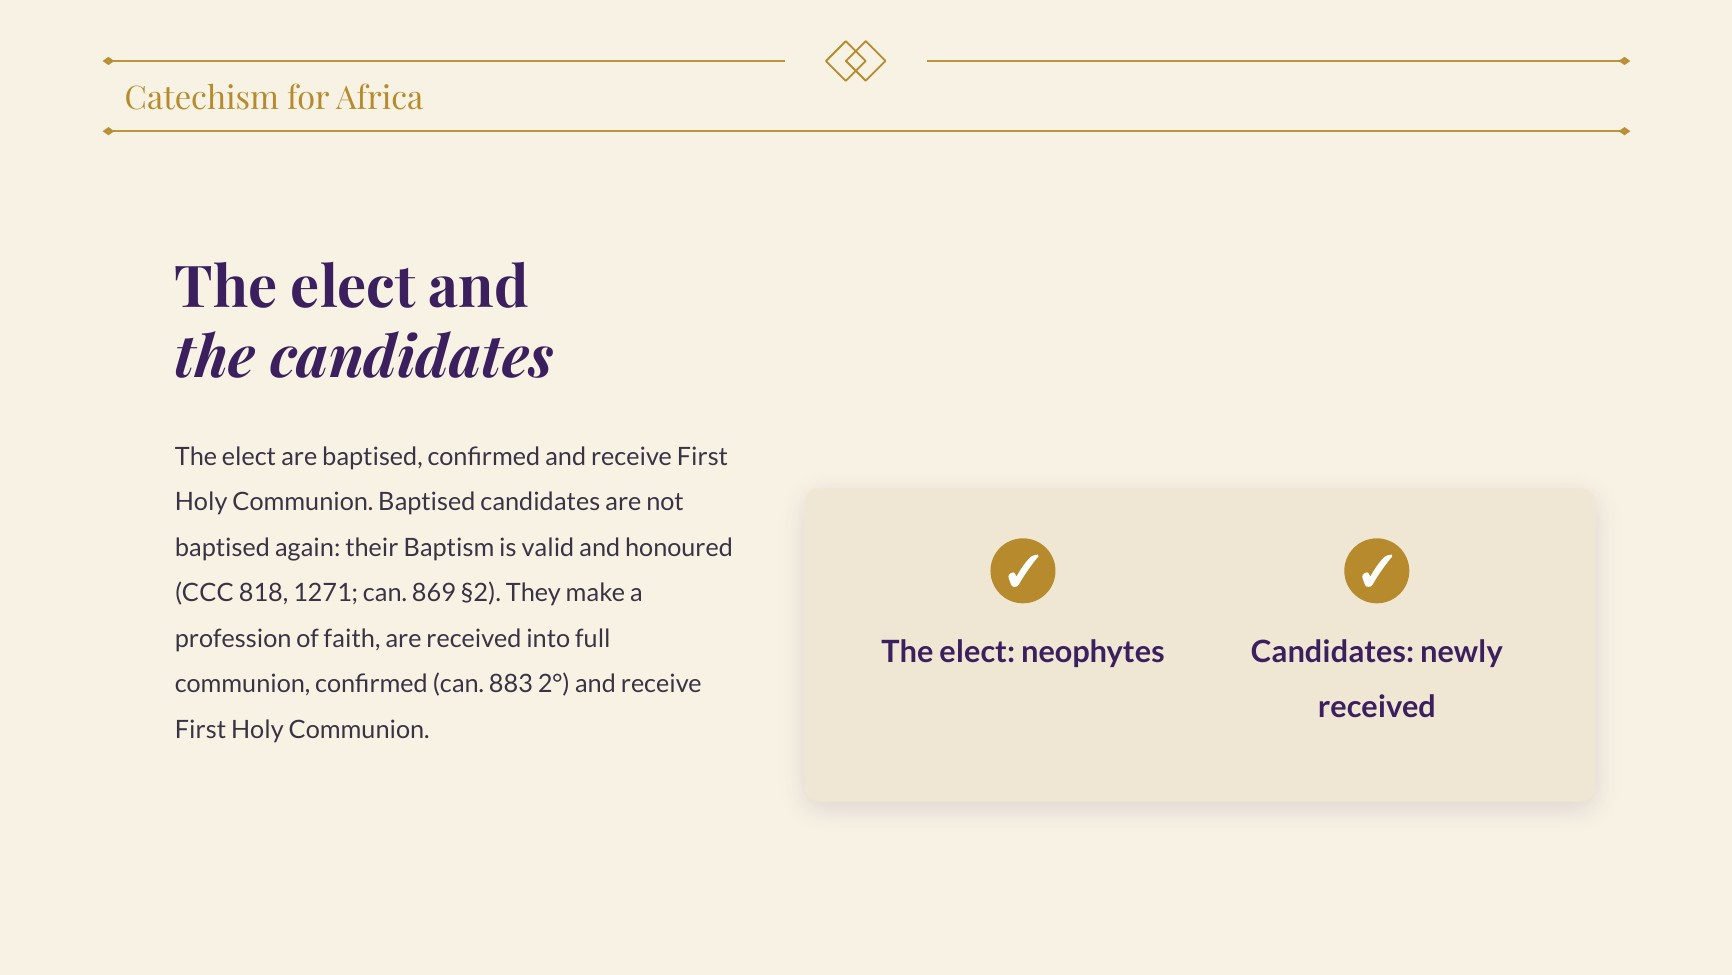 Catechism for Africa
The elect and
the candidates
The elect are baptised, confirmed and receive First
Holy Communion. Baptised candidates are not
baptised again: their Baptism is valid and honoured
(CCC 818, 1271; can. 869 §2). They make a
profession of faith, are received into full
communion, confirmed (can. 883 2°) and receive
First Holy Communion.
The elect: neophytes
Candidates: newly
received